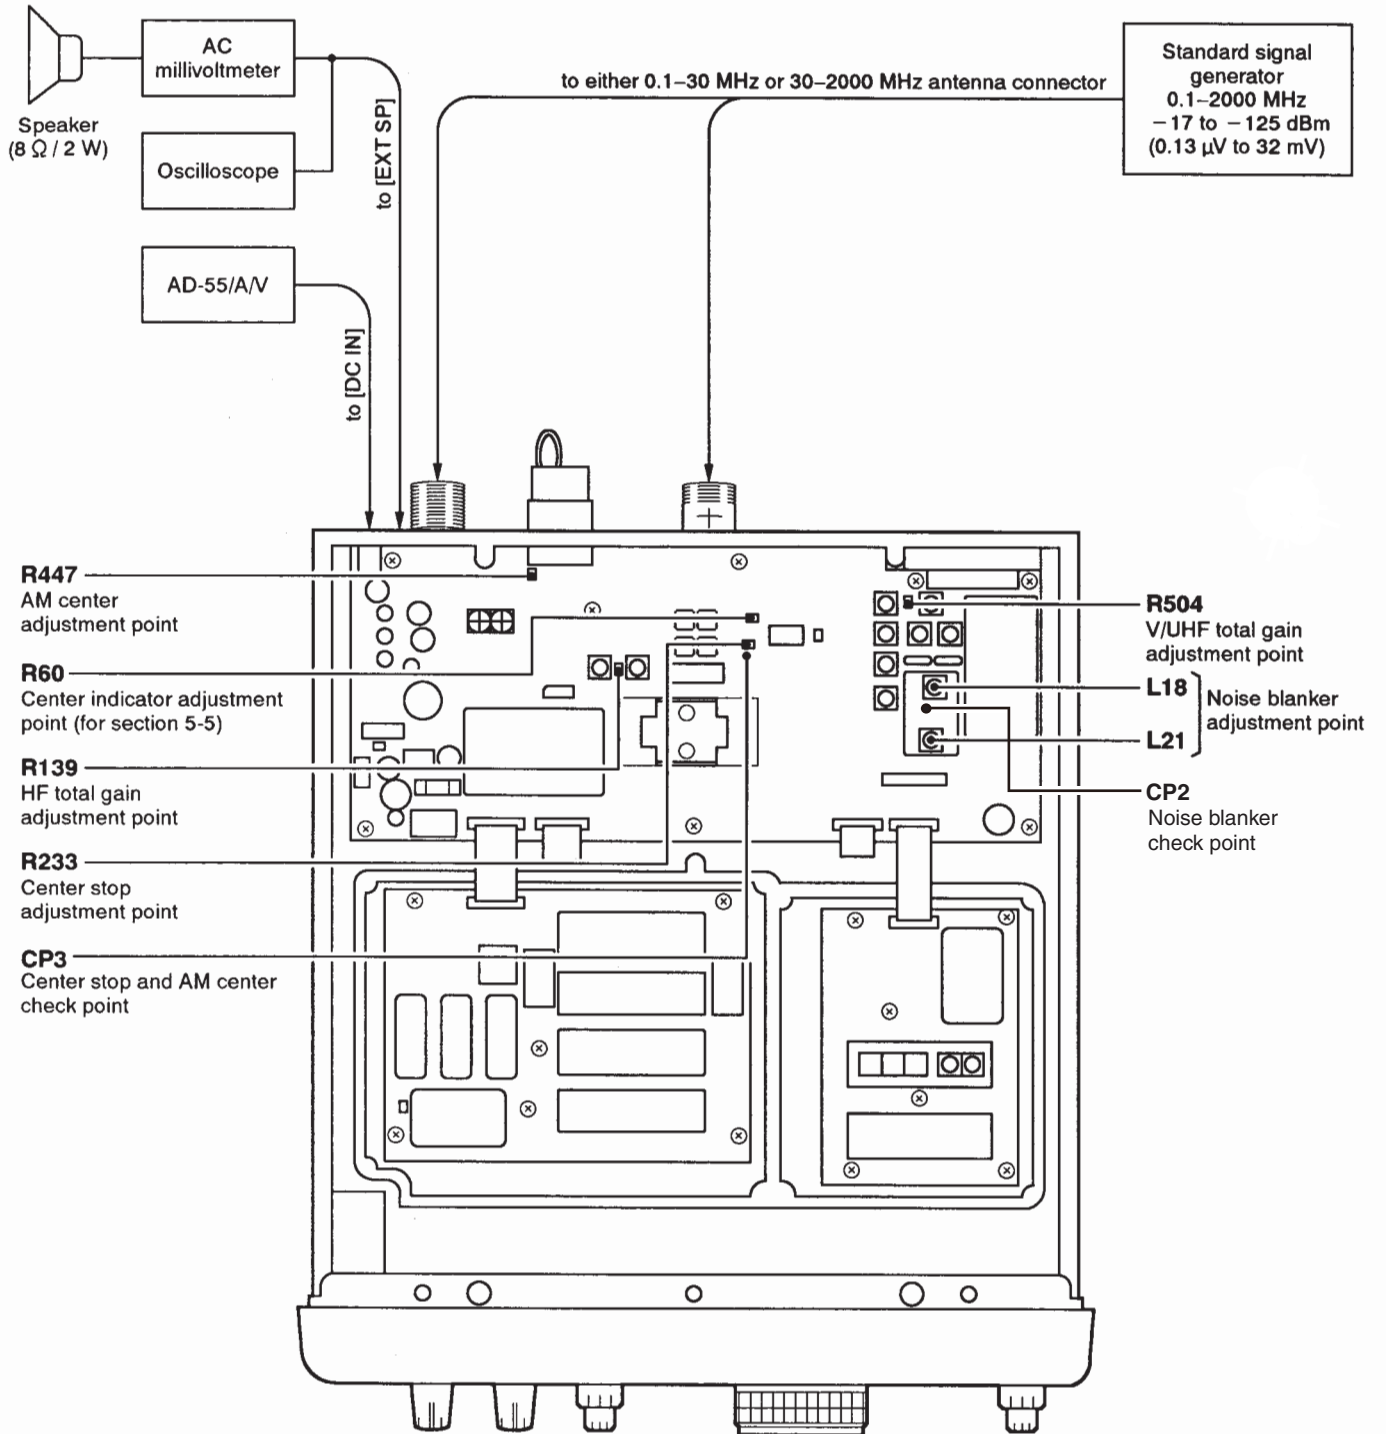 AC
millivoltmeter
Speaker
(8 Ω / 2 W)
Oscilloscope
to [EXT SP]
AD-55/A/V
to [DC IN]
to either 0.1–30 MHz or 30–2000 MHz antenna connector
Standard signal
generator
0.1–2000 MHz
−17 to −125 dBm
(0.13 µV to 32 mV)
R447
AM center
adjustment point
R60
Center indicator adjustment
point (for section 5-5)
R139
HF total gain
adjustment point
R233
Center stop
adjustment point
CP3
Center stop and AM center
check point
R504
V/UHF total gain
adjustment point
L18
L21
Noise blanker
adjustment point
CP2
Noise blanker
check point